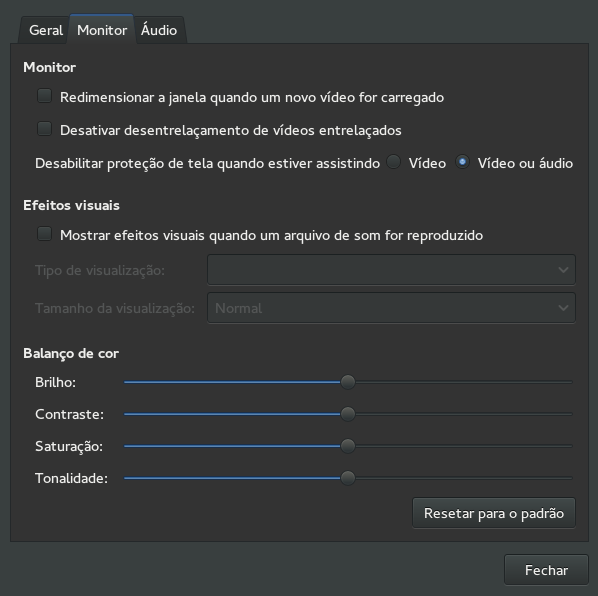 Geral Monitor Áudio
Monitor
Redimensionar a janela quando um novo vídeo for carregado
Desativar desentrelaçamento de vídeos entrelaçados
Desabilitar proteção de tela quando estiver assistindo Vídeo Vídeo ou áudio
Efeitos visuais
Mostrar efeitos visuais quando um arquivo de som for reproduzido
Tipo de visualização:
Tamanho da visualização: Normal
Balanço de cor
Brilho:
Contraste:
Saturação:
Tonalidade:
Resetar para o padrão
Fechar